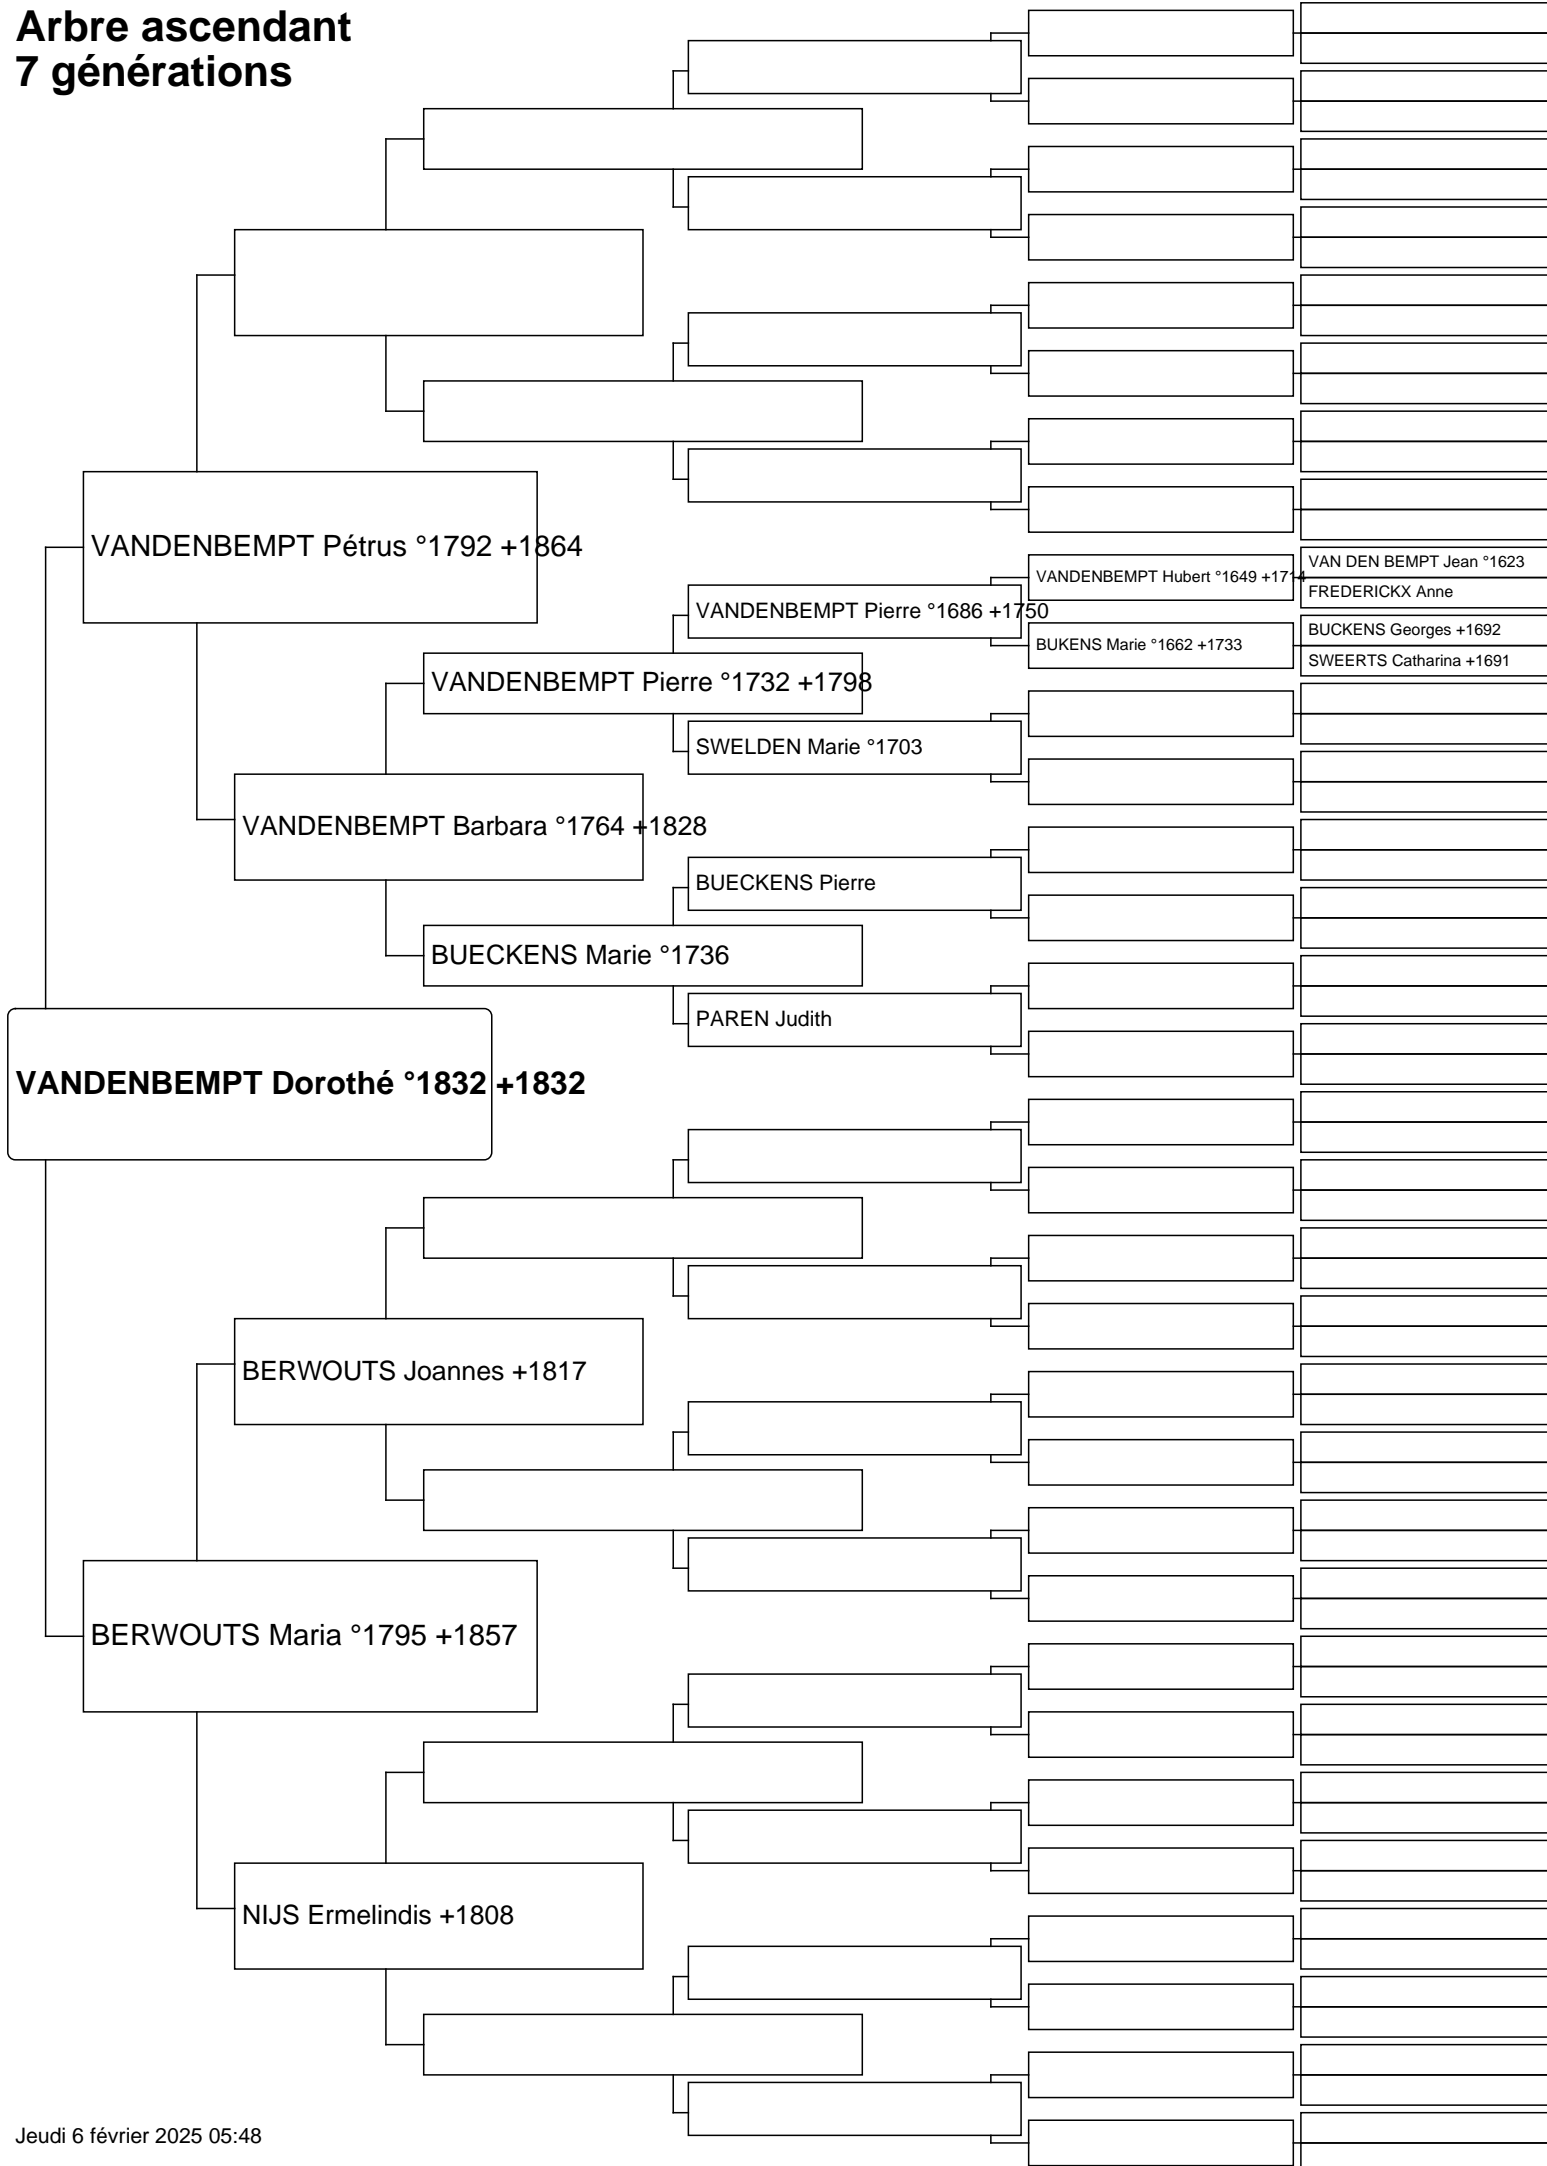 Arbre ascendant
7 générations
VANDENBEMPT Pétrus °1792 +1864
VANDENBEMPT Hubert °1649 +1714
VAN DEN BEMPT Jean °1623
FREDERICKX Anne
VANDENBEMPT Pierre °1686 +1750
BUKENS Marie °1662 +1733
BUCKENS Georges +1692
SWEERTS Catharina +1691
VANDENBEMPT Pierre °1732 +1798
SWELDEN Marie °1703
VANDENBEMPT Barbara °1764 +1828
BUECKENS Pierre
BUECKENS Marie °1736
PAREN Judith
VANDENBEMPT Dorothé °1832 +1832
BERWOUTS Joannes +1817
BERWOUTS Maria °1795 +1857
NIJS Ermelindis +1808
Jeudi 6 février 2025 05:48